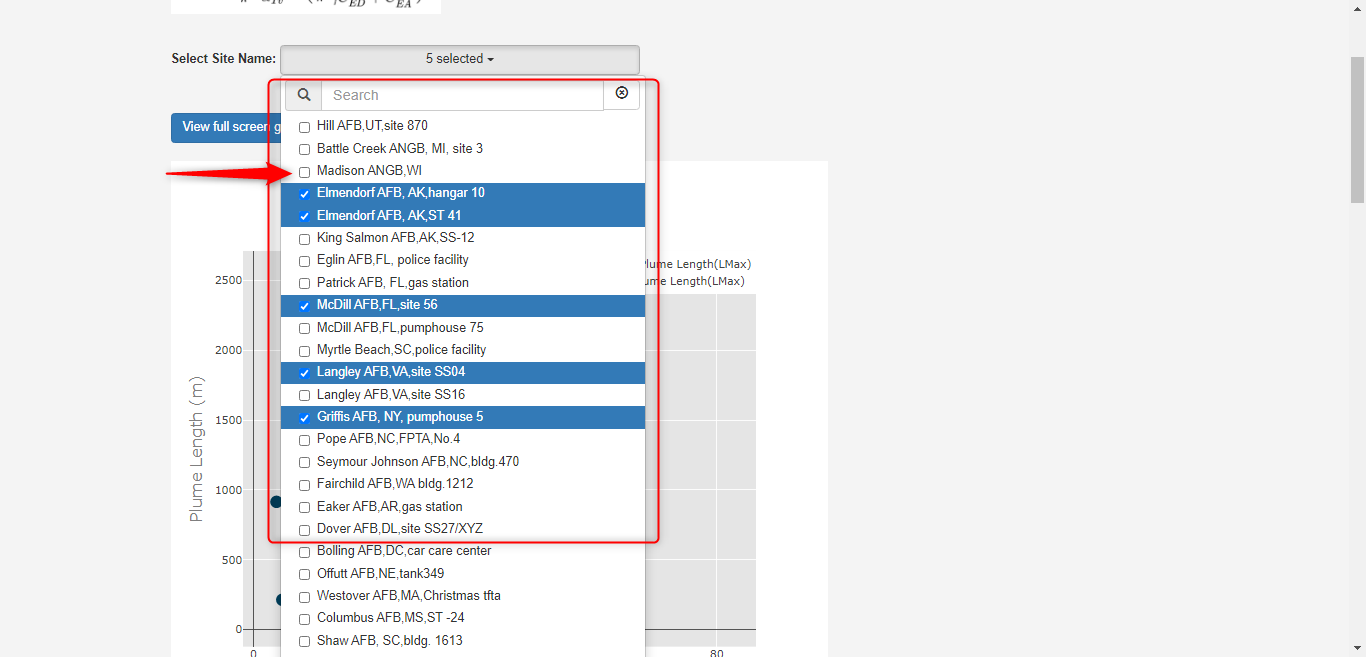 Select Site Name: 5 selected
Search
View full screen g
Hill AFB,UT,site 870
Battle Creek ANGB, MI, site 3
Madison ANGB,WI
Elmendorf AFB, AK,hangar 10
Elmendorf AFB, AK,ST 41
King Salmon AFB,AK,SS-12
Eglin AFB,FL, police facility
Patrick AFB, FL,gas station
McDill AFB,FL,site 56
McDill AFB,FL,pumphouse 75
Myrtle Beach,SC,police facility
Langley AFB,VA,site SS04
Langley AFB,VA,site SS16
Griffis AFB, NY, pumphouse 5
Pope AFB,NC,FPTA,No.4
Seymour Johnson AFB,NC,bldg.470
Fairchild AFB,WA bldg.1212
Eaker AFB,AR,gas station
Dover AFB,DL,site SS27/XYZ
Bolling AFB,DC,car care center
Offutt AFB,NE,tank349
Westover AFB,MA,Christmas tfta
Columbus AFB,MS,ST -24
Shaw AFB, SC,bldg. 1613
Plume Length(LMax)
ume Length(LMax)
Plume Length (m)
2500
2000
1500
1000
500
0
0
80